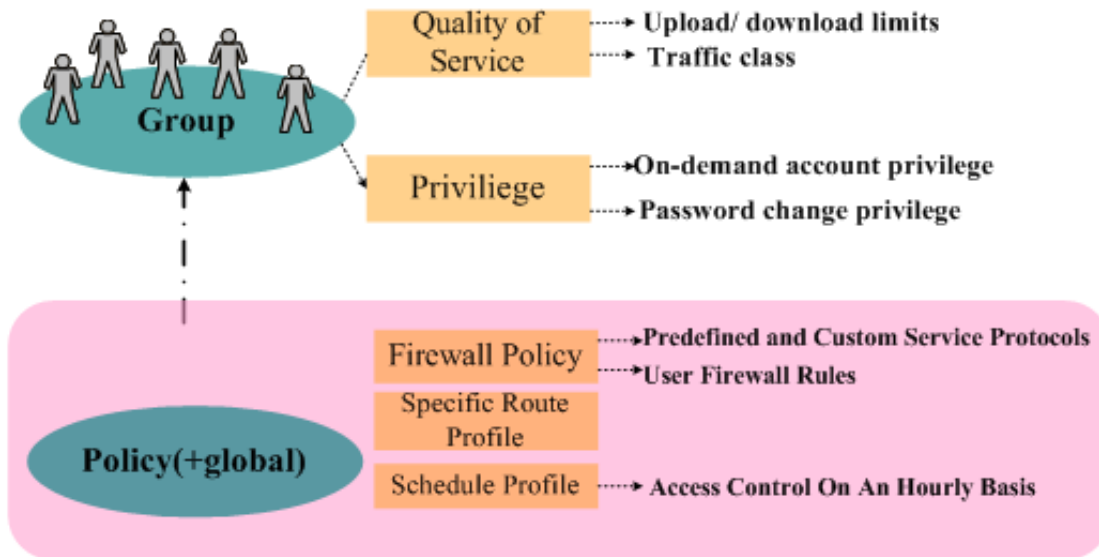 Group
Quality of
Service
Upload/ download limits
Traffic class
Priviliege
On-demand account privilege
Password change privilege
Policy(+global)
Firewall Policy
Predefined and Custom Service Protocols
User Firewall Rules
Specific Route
Profile
Schedule Profile
Access Control On An Hourly Basis